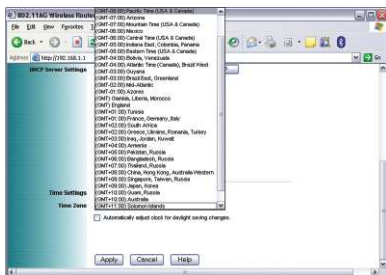 802.11AG Wireless Router
File Edit View Favorites
Back
Address http://192.168.1.1
Go
DHCP Server Settings
(GMT-08:00) Pacific Time (USA & Canada)
(GMT-07:00) Arizona
(GMT-07:00) Mountain Time (USA & Canada)
(GMT-06:00) Mexico
(GMT-06:00) Central Time (USA & Canada)
(GMT-05:00) Indiana East, Colombia, Panama
(GMT-05:00) Eastern Time (USA & Canada)
(GMT-04:00) Bolivia, Venezuela
(GMT-04:00) Atlantic Time (Canada), Brazil West
(GMT-03:00) Guyana
(GMT-03:00) Brazil East, Greenland
(GMT-02:00) Mid-Atlantic
(GMT-01:00) Azores
(GMT) Gambia, Liberia, Morocco
(GMT) England
(GMT+01:00) Tunisia
(GMT+01:00) France, Germany, Italy
(GMT+02:00) South Africa
(GMT+02:00) Greece, Ukraine, Romania, Turkey
(GMT+03:00) Iraq, Jordan, Kuwait
(GMT+04:00) Armenia
(GMT+05:00) Pakistan, Russia
(GMT+06:00) Bangladesh, Russia
(GMT+07:00) Thailand, Russia
(GMT+08:00) China, Hong Kong, Australia Western
(GMT+08:00) Singapore, Taiwan, Russia
(GMT+09:00) Japan, Korea
(GMT+10:00) Guam, Russia
(GMT+10:00) Australia
(GMT+11:00) Solomon Islands
Time Settings
Time Zone
Automatically adjust clock for daylight saving changes.
Apply Cancel Help